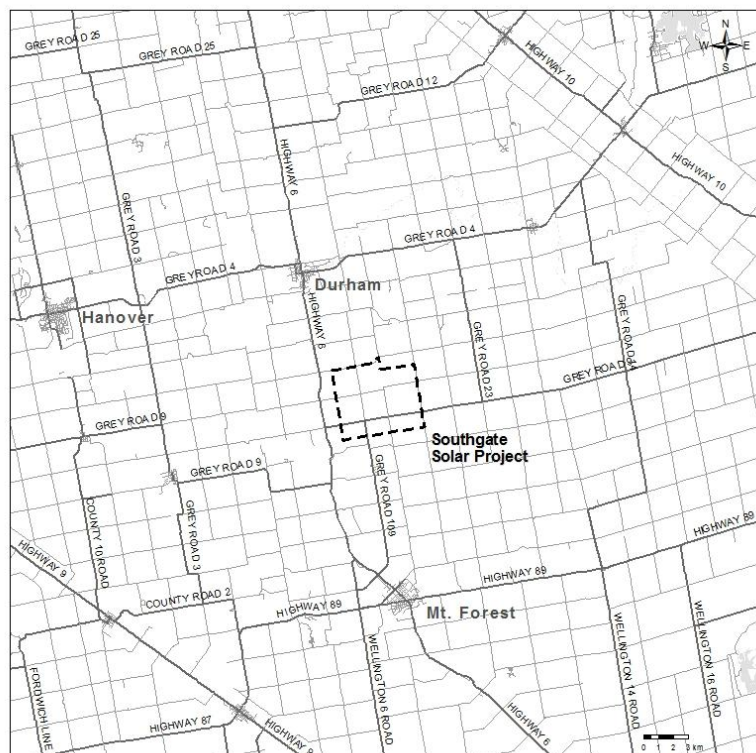 GREY ROAD 25
GREY ROAD 25
HIGHWAY 10
N
W E
S
GREY ROAD 12
HIGHWAY 6
HIGHWAY 10
GREY ROAD 3
GREY ROAD 4
GREY ROAD 4
Durham
Hanover
HIGHWAY 6
GREY ROAD 23
GREY ROAD 14
GREY ROAD 9
GREY ROAD 9
Southgate
Solar Project
GREY ROAD 9
GREY ROAD 109
COUNTY 10 ROAD
GREY ROAD 3
HIGHWAY 89
HIGHWAY 9
COUNTY ROAD 2
HIGHWAY 89
HIGHWAY 89
Mt. Forest
FORDWICH LINE
WELLINGTON 6 ROAD
WELLINGTON 14 ROAD
WELLINGTON 16 ROAD
HIGHWAY 87
HIGHWAY 9
HIGHWAY 6
0 1 2 3 km